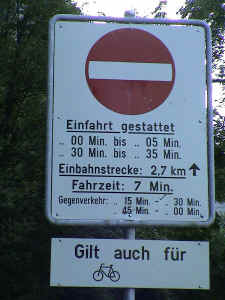 Einfahrt gestattet
.. 00 Min. bis .. 05 Min.
.. 30 Min. bis .. 35 Min.
Einbahnstrecke: 2,7 km ↑
Fahrzeit: 7 Min.
Gegenverkehr: .. 15 Min. - .. 30 Min.
.. 45 Min. - .. 00 Min.
Gilt auch für